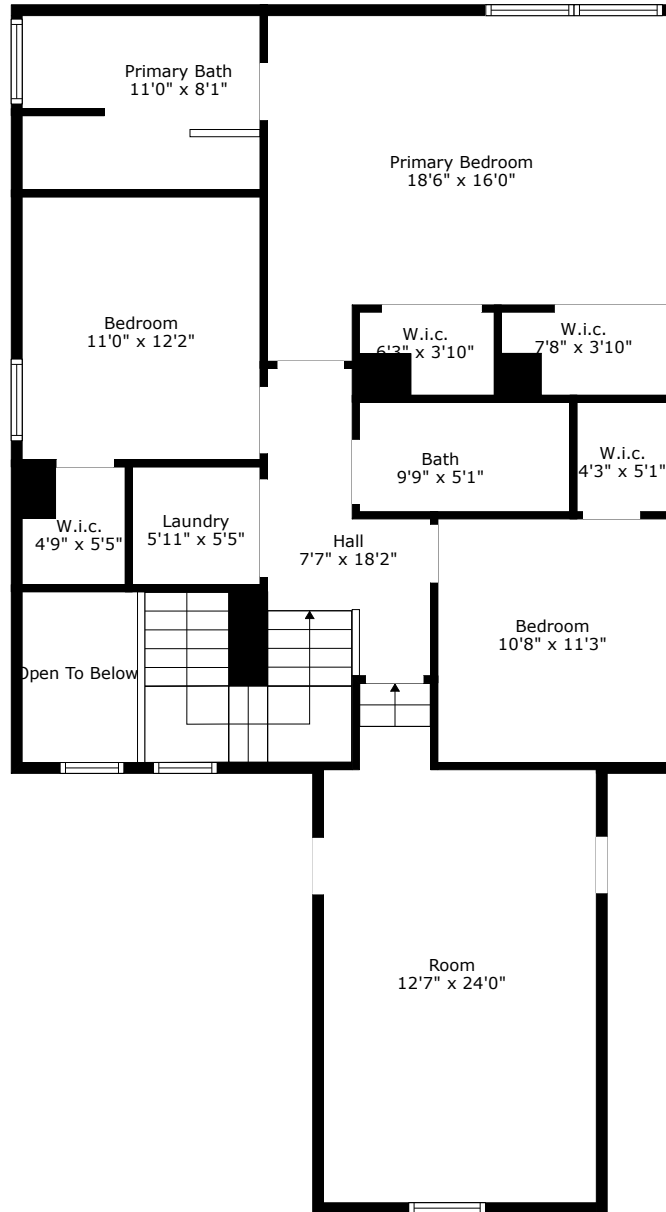 Primary Bath
11'0" x 8'1"
Primary Bedroom
18'6" x 16'0"
Bedroom
11'0" x 12'2"
W.i.c.
6'3" x 3'10"
W.i.c.
7'8" x 3'10"
Bath
9'9" x 5'1"
W.i.c.
4'3" x 5'1"
W.i.c.
4'9" x 5'5"
Laundry
5'11" x 5'5"
Hall
7'7" x 18'2"
Bedroom
10'8" x 11'3"
Open To Below
Room
12'7" x 24'0"